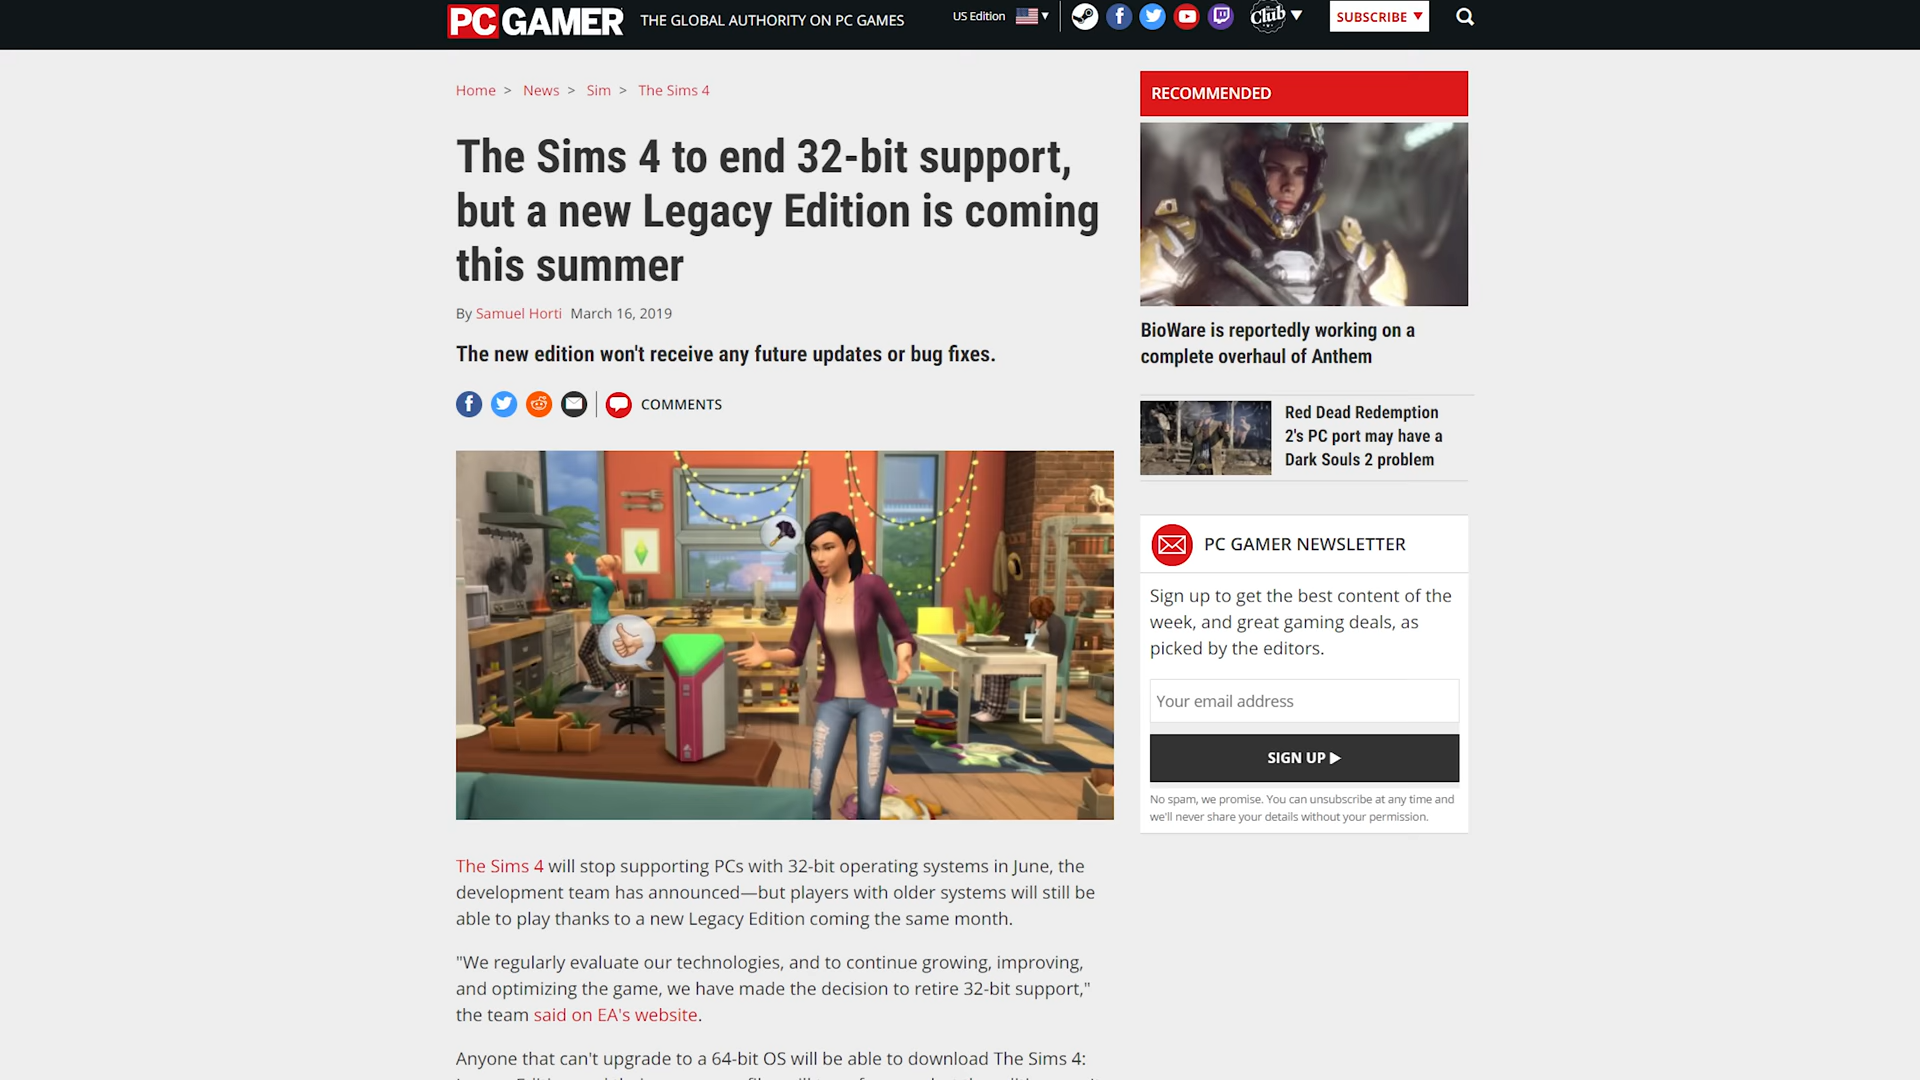 PC GAMER THE GLOBAL AUTHORITY ON PC GAMES US Edition Club SUBSCRIBE
Home > News > Sim > The Sims 4
The Sims 4 to end 32-bit support,
but a new Legacy Edition is coming
this summer
By Samuel Horti March 16, 2019
The new edition won't receive any future updates or bug fixes.
COMMENTS
The Sims 4 will stop supporting PCs with 32-bit operating systems in June, the
development team has announced—but players with older systems will still be
able to play thanks to a new Legacy Edition coming the same month.
"We regularly evaluate our technologies, and to continue growing, improving,
and optimizing the game, we have made the decision to retire 32-bit support,"
the team said on EA's website.
Anyone that can't upgrade to a 64-bit OS will be able to download The Sims 4:
RECOMMENDED
BioWare is reportedly working on a
complete overhaul of Anthem
Red Dead Redemption
2's PC port may have a
Dark Souls 2 problem
PC GAMER NEWSLETTER
Sign up to get the best content of the
week, and great gaming deals, as
picked by the editors.
Your email address
SIGN UP
No spam, we promise. You can unsubscribe at any time and
we'll never share your details without your permission.